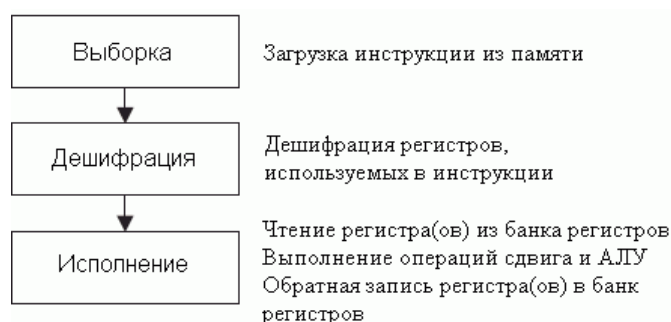 Выборка
Загрузка инструкции из памяти
Дешифрация
Дешифрация регистров,
используемых в инструкции
Исполнение
Чтение регистра(ов) из банка регистров
Выполнение операций сдвига и АЛУ
Обратная запись регистра(ов) в банк
регистров